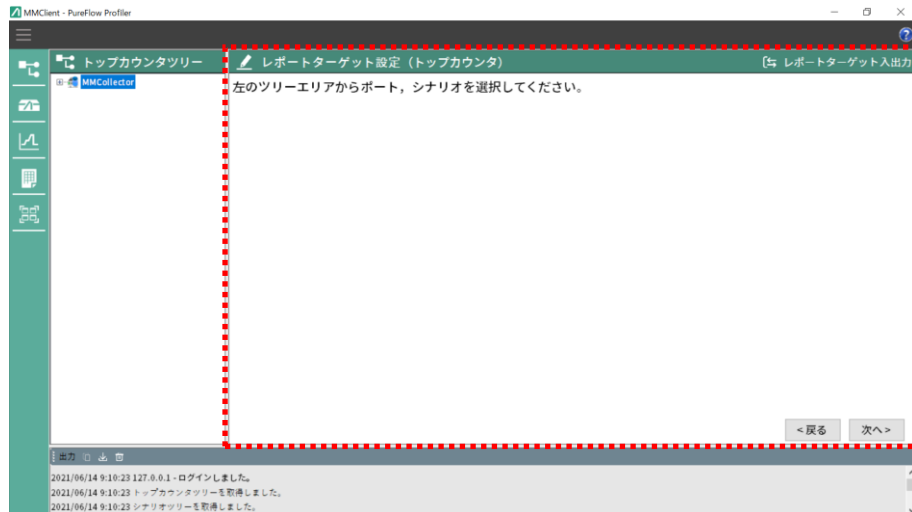 MMClient - PureFlow Profiler
トップカウンタツリー
レポートターゲット設定（トップカウンタ）
レポートターゲット入出力
MMCollector
左のツリーエリアからポート，シナリオを選択してください。
<戻る
次へ>
出力
2021/06/14 9:10:23 127.0.0.1 - ログインしました。
2021/06/14 9:10:23 トップカウンタツリーを取得しました。
2021/06/14 9:10:23 シナリオツリーを取得しました。